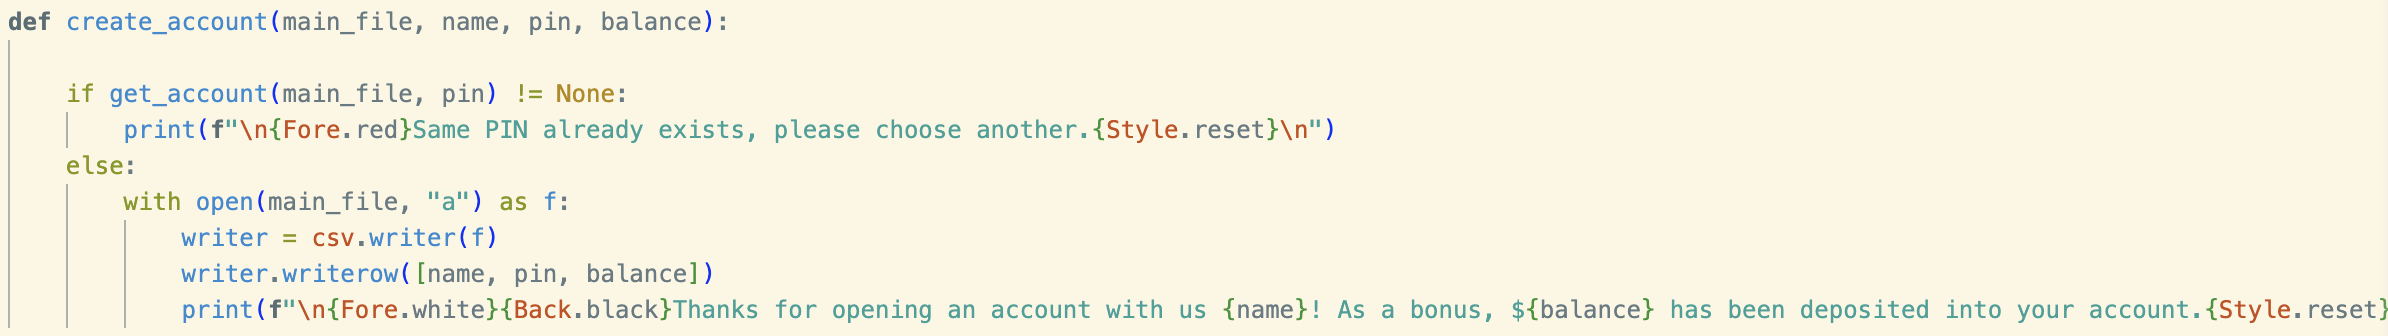 def create_account(main_file, name, pin, balance):
if get_account(main_file, pin) != None:
print(f"\n{Fore.red}Same PIN already exists, please choose another.{Style.reset}\n")
else:
with open(main_file, "a") as f:
writer = csv.writer(f)
writer.writerow([name, pin, balance])
print(f"\n{Fore.white}{Back.black}Thanks for opening an account with us {name}! As a bonus, ${balance} has been deposited into your account.{Style.reset}